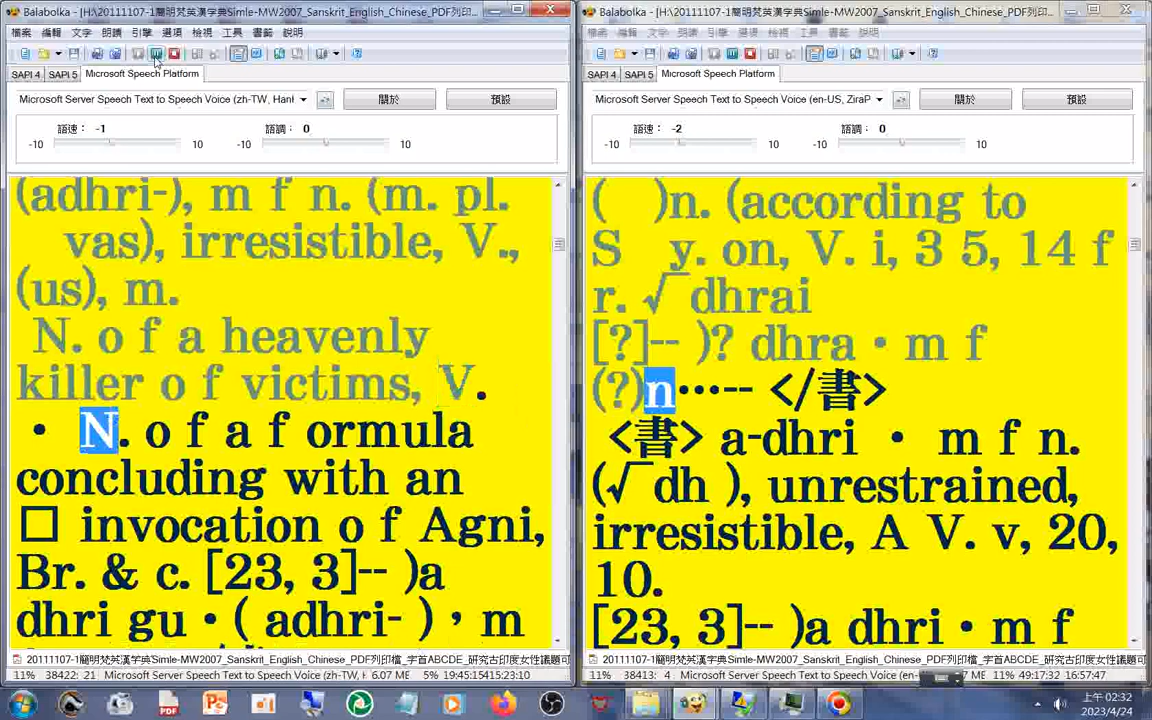 Balabolka - [H:\20111107-1簡明梵英漢字典Simle-MW2007_Sanskrit_English_Chinese_PDF列印...
檔案 編輯 文字 朗讀 引擎 選項 檢視 工具 書籤 說明
SAPI 4 SAPI 5 Microsoft Speech Platform
Microsoft Server Speech Text to Speech Voice (zh-TW, Hanl
關於 預設
語速： -1 語調： 0
-10 10 -10 10
(adhri-), m f n. (m. pl.
vas), irresistible, V.,
(us), m.
N. o f a heavenly
killer o f victims, V.
• N. o f a f ormula
concluding with an
□ invocation o f Agni,
Br. & c. [23, 3]-- )a
dhri gu • ( adhri- ) , m
20111107-1簡明梵英漢字典Simle-MW2007_Sanskrit_English_Chinese_PDF列印檔_字首ABCDE_研究古印度女性議題可
38422: 21 Microsoft Server Speech Text to Speech Voice (zh-TW, H 6.07 ME 5% 19:45:15415:23:10
Balabolka - [H:\20111107-1簡明梵英漢字典Simle-MW2007_Sanskrit_English_Chinese_PDF列印...
檔案 編輯 文字 朗讀 引擎 選項 檢視 工具 書籤 說明
SAPI 4 SAPI 5 Microsoft Speech Platform
Microsoft Server Speech Text to Speech Voice (en-US, ZiraP
關於 預設
語速： -2 語調： 0
-10 10 -10 10
( )n. (according to
S y. on, V. i, 3 5, 14 f
r. √ dhrai
[?]-- )? dhra • m f
(?)n…-- </書>
<書> a-dhri • m f n.
(√ dh ), unrestrained,
irresistible, A V. v, 20,
10.
[23, 3]-- )a dhri • m f
20111107-1簡明梵英漢字典Simle-MW2007_Sanskrit_English_Chinese_PDF列印檔_字首ABCDE_研究古印度女性議題可
11% 38413: 4 Microsoft Server Speech Text to Speech Voice (en-US, ZiraP 11% 49:17:32 16:57:47
上午 02:32
2023/4/24